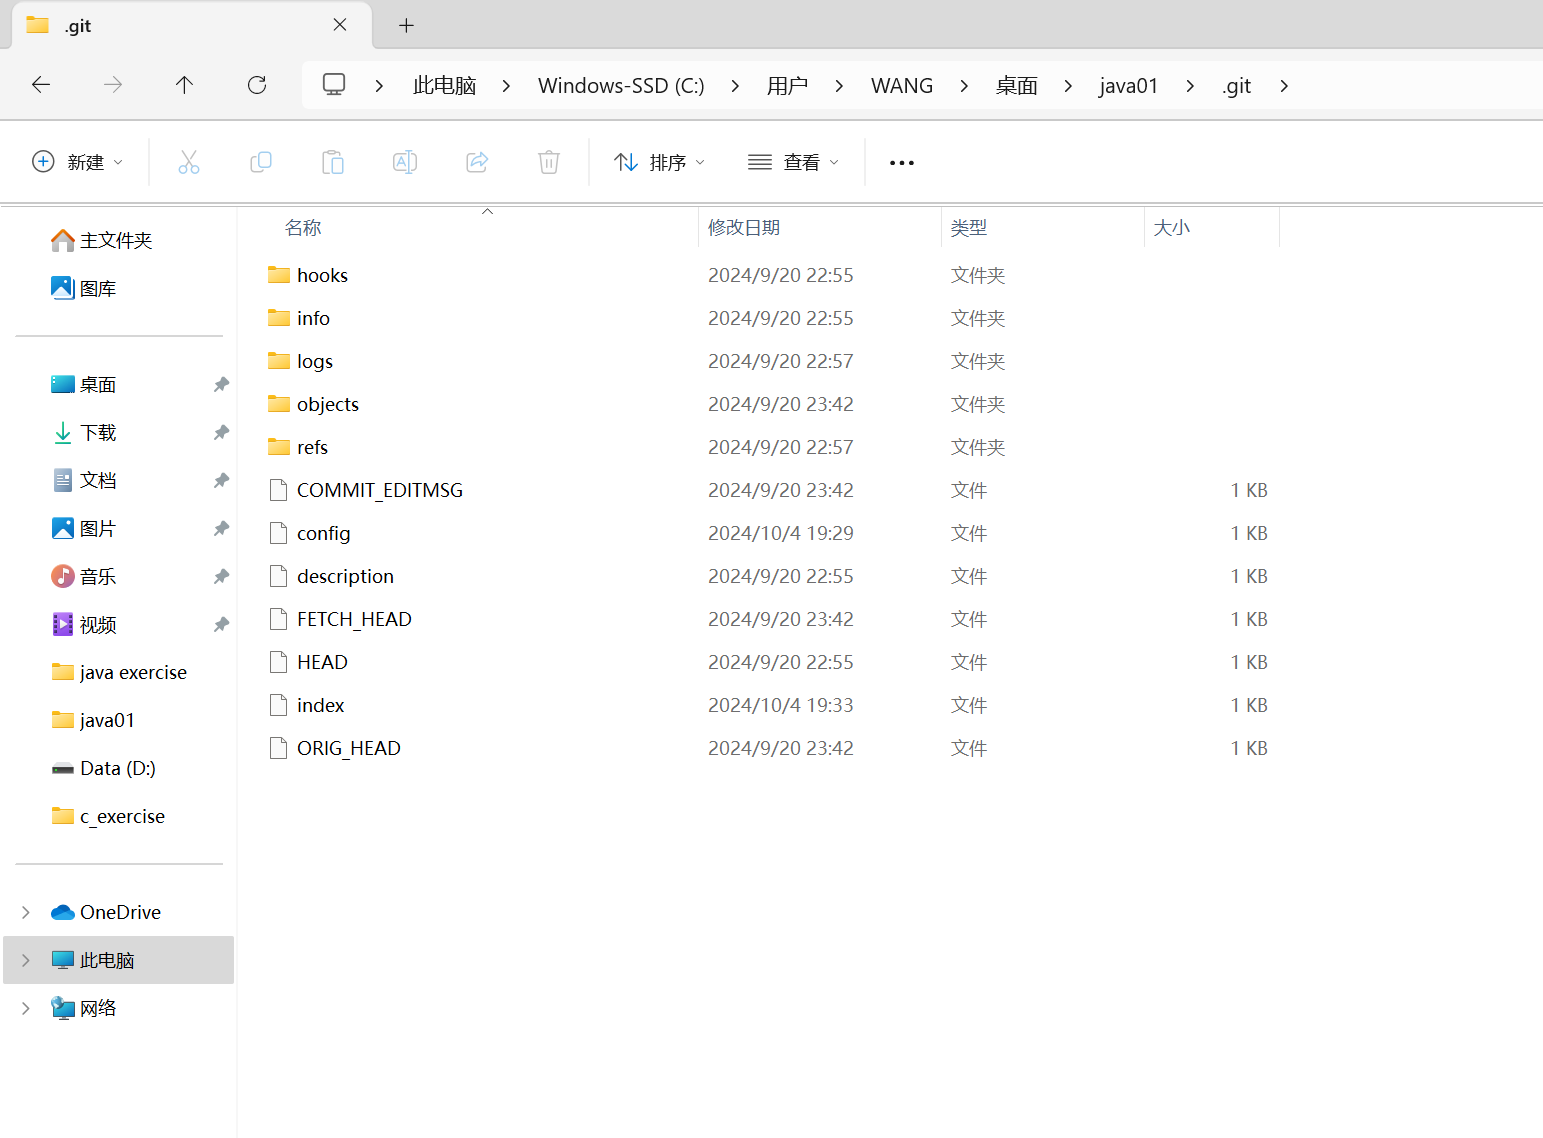 .git
此电脑 Windows-SSD (C:) 用户 WANG 桌面 java01 .git
新建 排序 查看
名称 修改日期 类型 大小
主文件夹
图库
桌面
下载
文档
图片
音乐
视频
java exercise
java01
Data (D:)
c_exercise
OneDrive
此电脑
网络
hooks 2024/9/20 22:55 文件夹
info 2024/9/20 22:55 文件夹
logs 2024/9/20 22:57 文件夹
objects 2024/9/20 23:42 文件夹
refs 2024/9/20 22:57 文件夹
COMMIT_EDITMSG 2024/9/20 23:42 文件 1 KB
config 2024/10/4 19:29 文件 1 KB
description 2024/9/20 22:55 文件 1 KB
FETCH_HEAD 2024/9/20 23:42 文件 1 KB
HEAD 2024/9/20 22:55 文件 1 KB
index 2024/10/4 19:33 文件 1 KB
ORIG_HEAD 2024/9/20 23:42 文件 1 KB